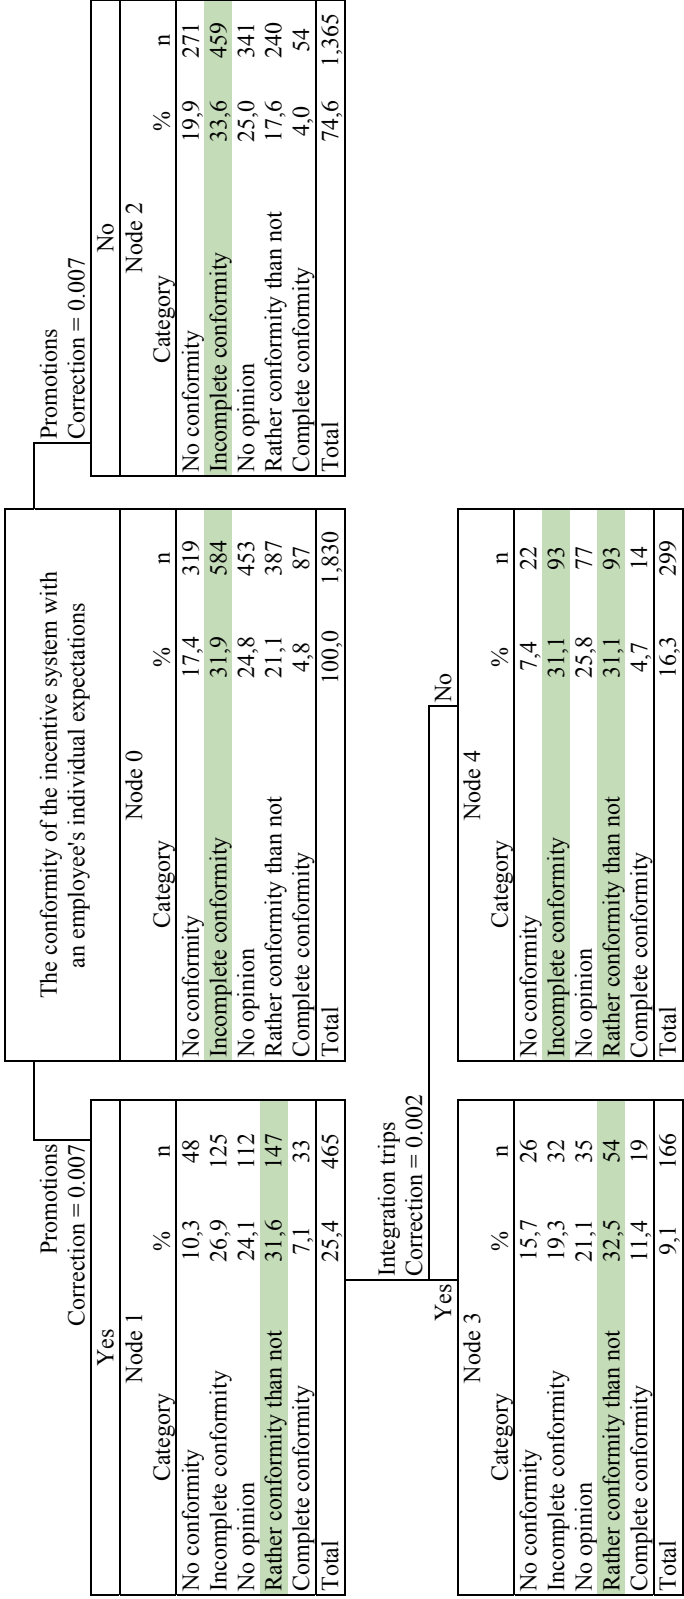 The conformity of the incentive system with
an employee's individual expectations
Node 0
Category % n
No conformity 17,4 319
Incomplete conformity 31,9 584
No opinion 24,8 453
Rather conformity than not 21,1 387
Complete conformity 4,8 87
Total 100,0 1,830
Promotions
Correction = 0.007
Yes
Node 1
Category % n
No conformity 10,3 48
Incomplete conformity 26,9 125
No opinion 24,1 112
Rather conformity than not 31,6 147
Complete conformity 7,1 33
Total 25,4 465
Promotions
Correction = 0.007
No
Node 2
Category % n
No conformity 19,9 271
Incomplete conformity 33,6 459
No opinion 25,0 341
Rather conformity than not 17,6 240
Complete conformity 4,0 54
Total 74,6 1,365
Integration trips
Correction = 0.002
Yes
Node 3
Category % n
No conformity 15,7 26
Incomplete conformity 19,3 32
No opinion 21,1 35
Rather conformity than not 32,5 54
Complete conformity 11,4 19
Total 9,1 166
No
Node 4
Category % n
No conformity 7,4 22
Incomplete conformity 31,1 93
No opinion 25,8 77
Rather conformity than not 31,1 93
Complete conformity 4,7 14
Total 16,3 299